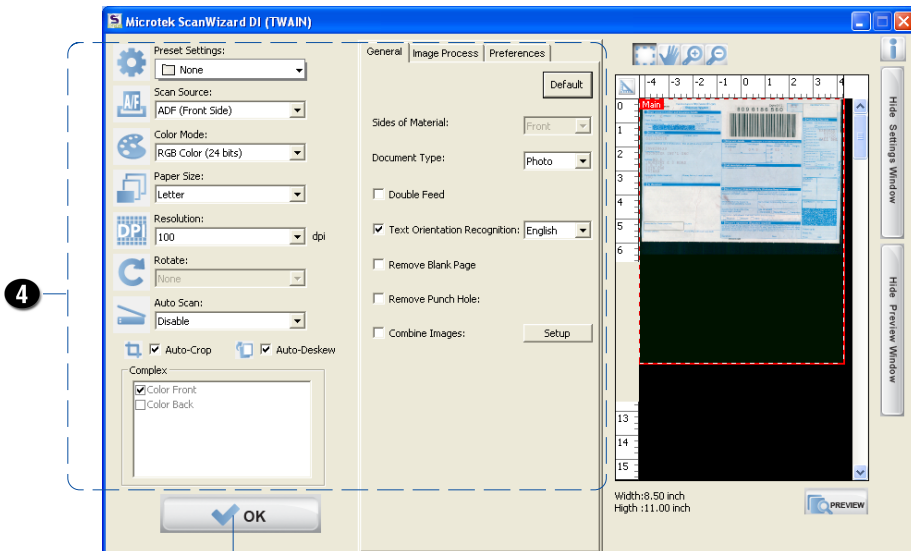 Microtek ScanWizard DI (TWAIN)
Preset Settings:
None
Scan Source:
ADF (Front Side)
Color Mode:
RGB Color (24 bits)
Paper Size:
Letter
Resolution:
DPI
100 dpi
Rotate:
None
Auto Scan:
Disable
Auto-Crop Auto-Deskew
Complex
Color Front
Color Back
OK
4
General Image Process Preferences
Default
Sides of Material: Front
Document Type: Photo
Double Feed
Text Orientation Recognition: English
Remove Blank Page
Remove Punch Hole:
Combine Images: Setup
-4 -3 -2 -1 0 1 2 3 4
0
1
2
3
4
5
6
13
14
15
Main
Width:8.50 inch
Higth :11.00 inch
PREVIEW
Hide Settings Window
Hide Preview Window